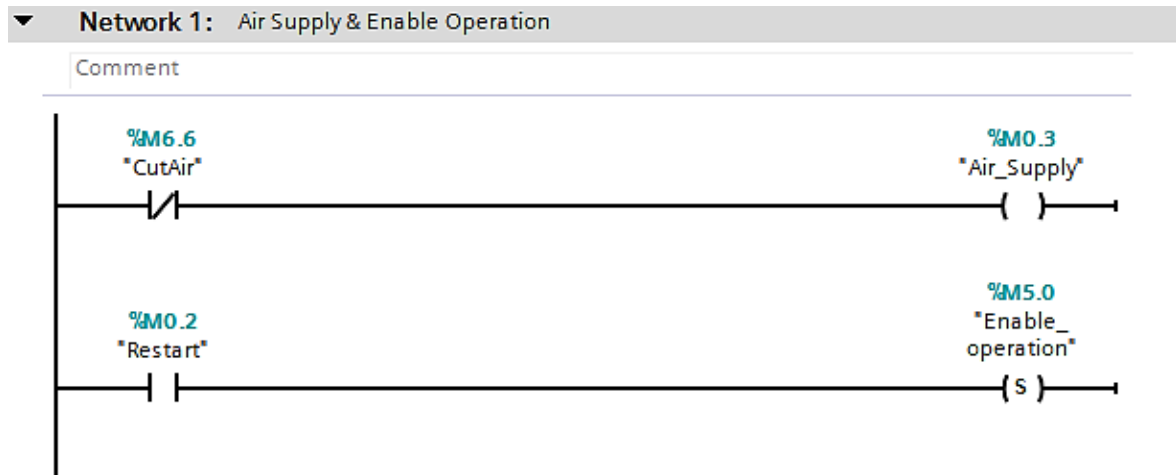 Network 1: Air Supply & Enable Operation
Comment
%M6.6
"CutAir"
%M0.3
"Air_Supply"
%M0.2
"Restart"
%M5.0
"Enable_
operation"
S